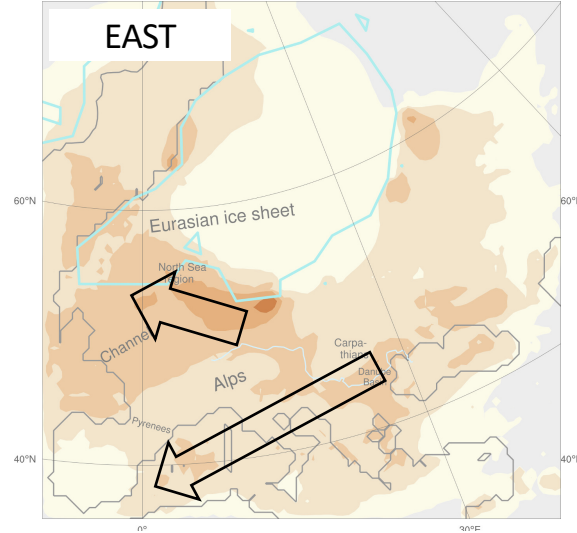 EAST
60°N
60°
Eurasian ice sheet
North Sea
region
Channel
Carpa-
thians
Alps
Danube
Basin
Pyrenees
40°N
40°
0°
30°E